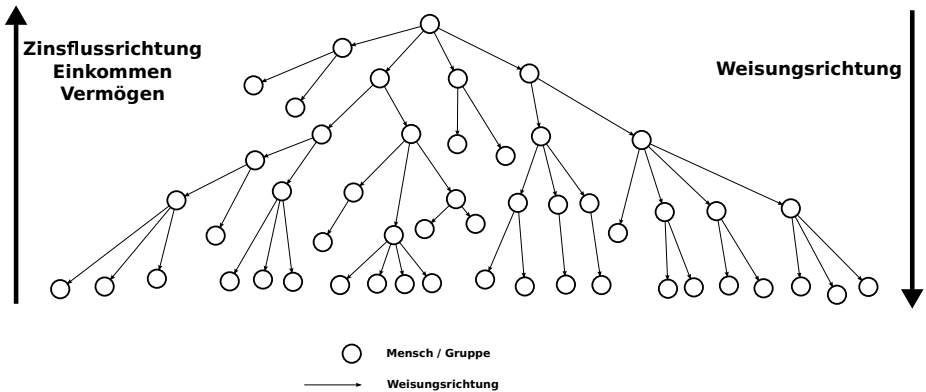 Zinsflussrichtung
Einkommen
Vermögen
Weisungsrichtung
Mensch / Gruppe
Weisungsrichtung